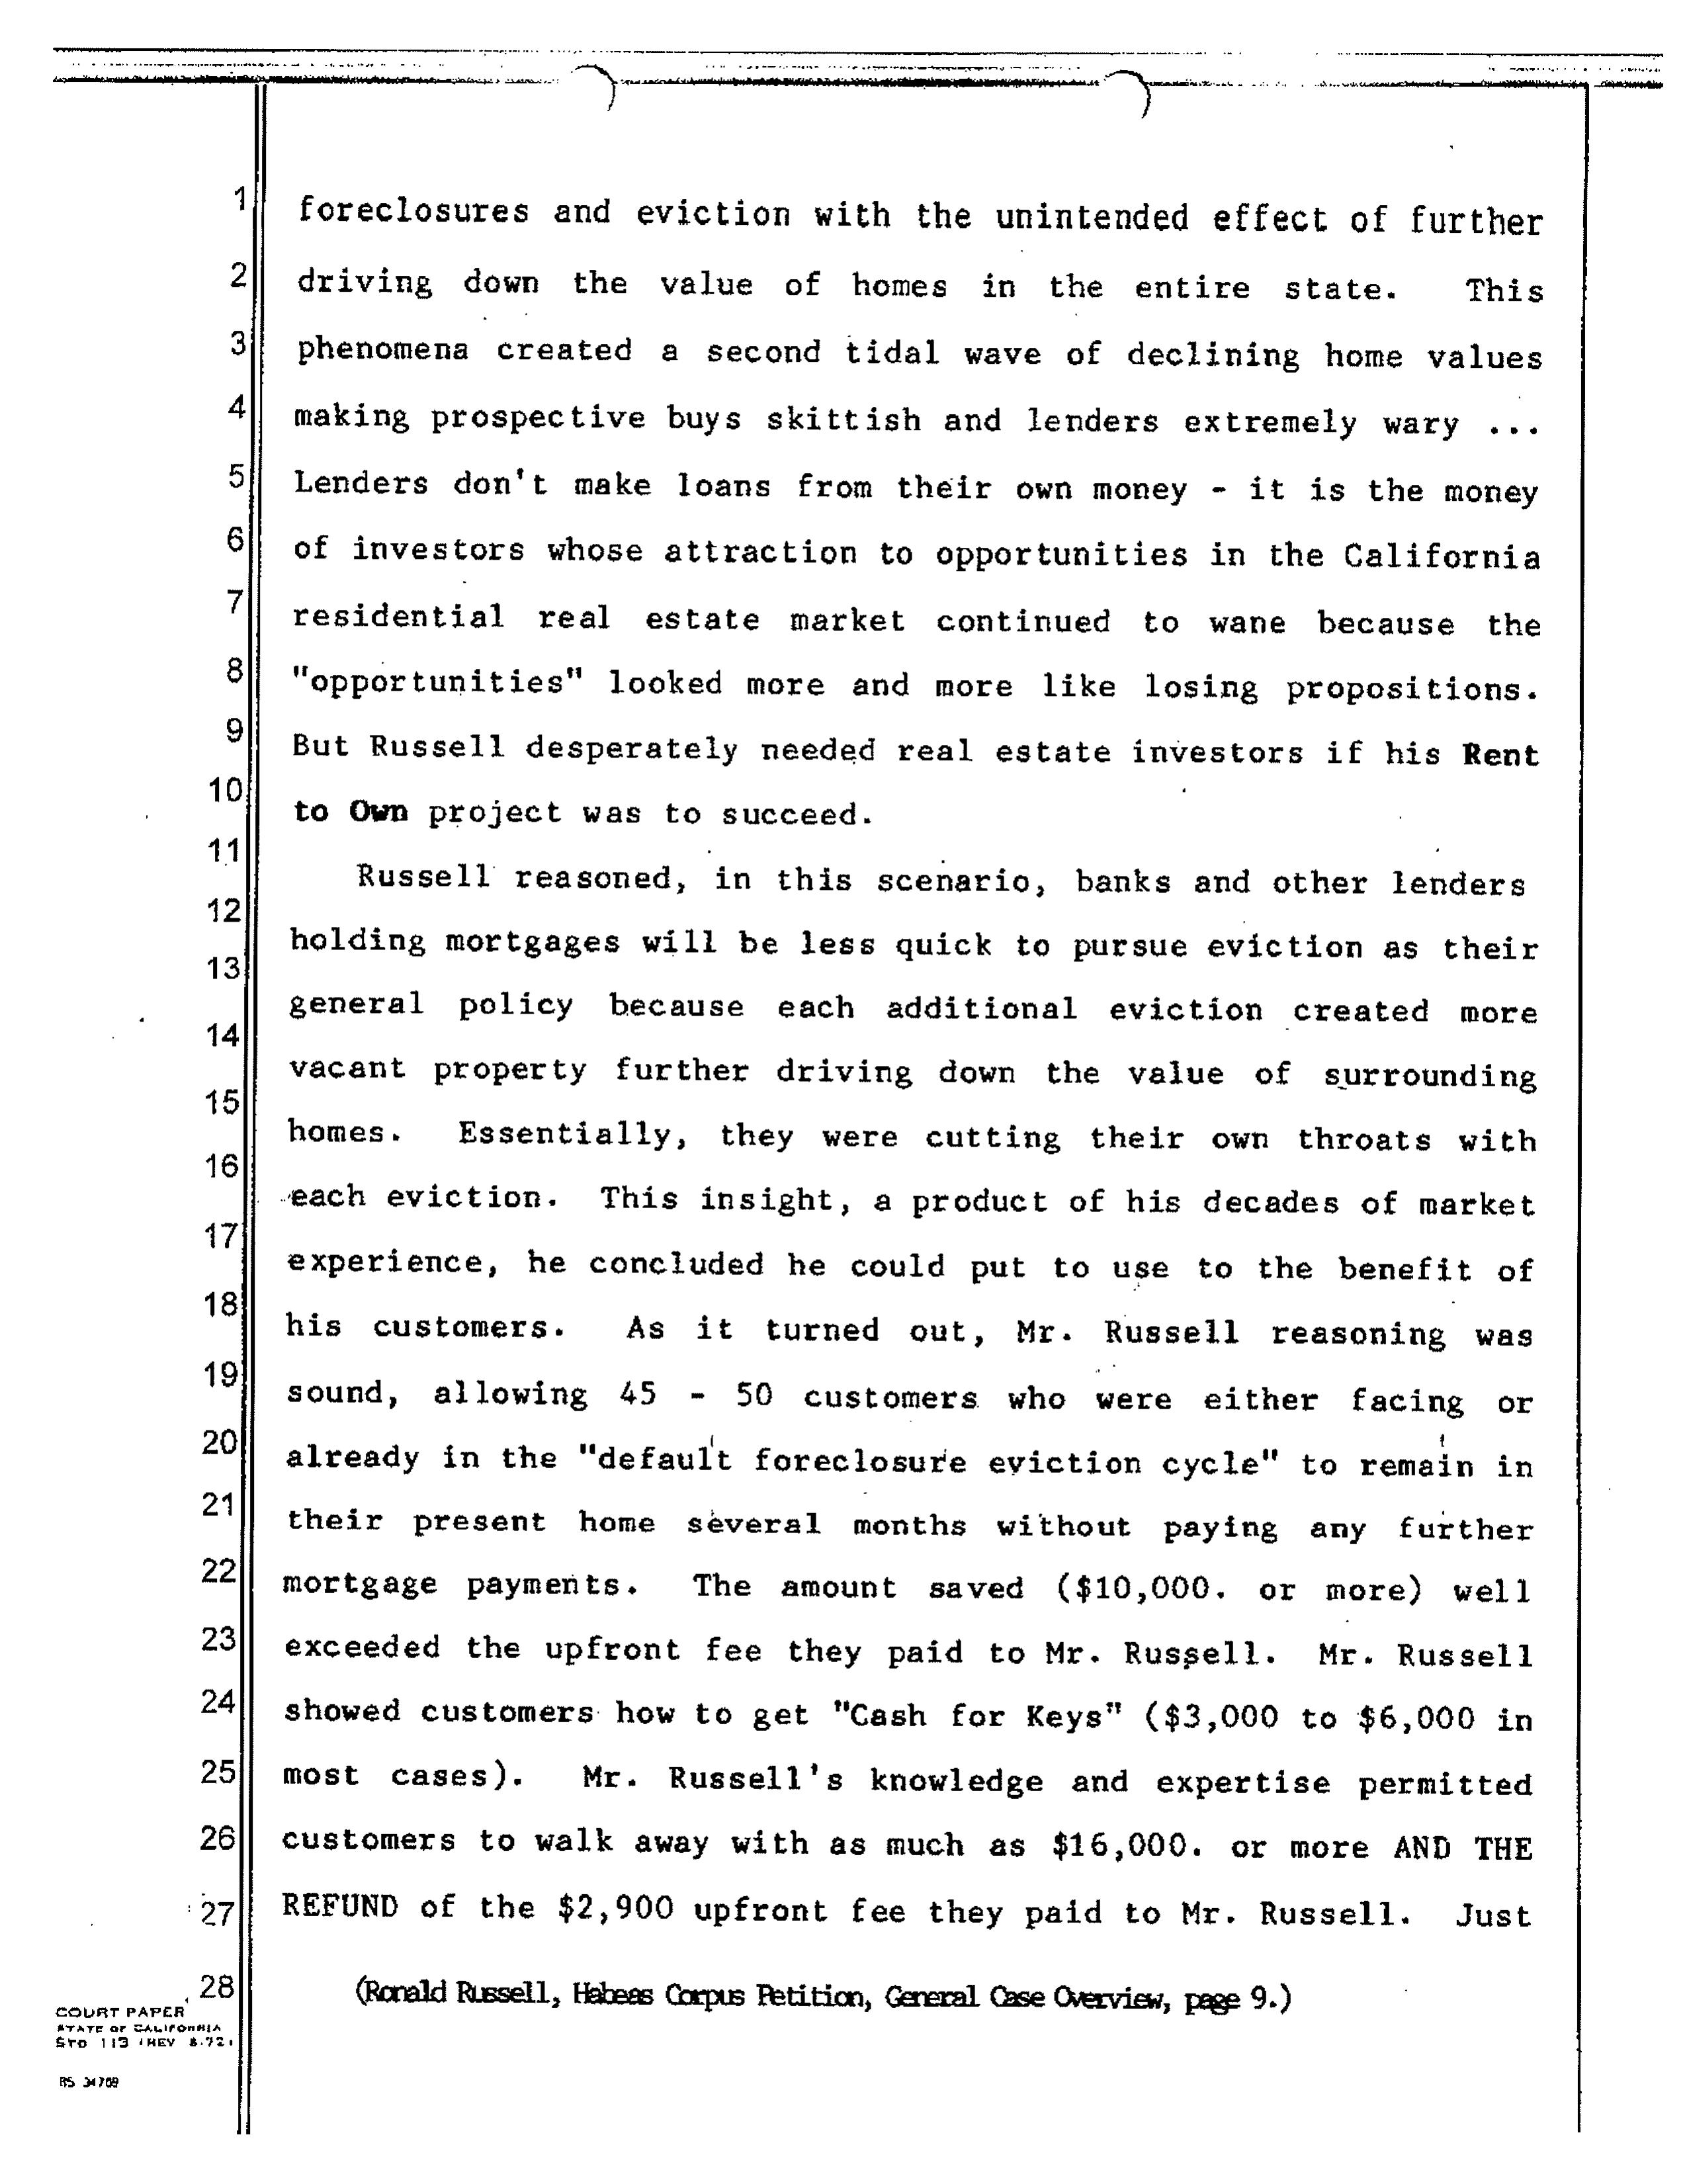 1 foreclosures and eviction with the unintended effect of further
2 driving down the value of homes in the entire state. This
3 phenomena created a second tidal wave of declining home values
4 making prospective buys skittish and lenders extremely wary ...
5 Lenders don't make loans from their own money - it is the money
6 of investors whose attraction to opportunities in the California
7 residential real estate market continued to wane because the
8 "opportunities" looked more and more like losing propositions.
9 But Russell desperately needed real estate investors if his Rent
10 to Own project was to succeed.
11 Russell reasoned, in this scenario, banks and other lenders
12 holding mortgages will be less quick to pursue eviction as their
13 general policy because each additional eviction created more
14 vacant property further driving down the value of surrounding
15 homes. Essentially, they were cutting their own throats with
16 each eviction. This insight, a product of his decades of market
17 experience, he concluded he could put to use to the benefit of
18 his customers. As it turned out, Mr. Russell reasoning was
19 sound, allowing 45 - 50 customers who were either facing or
20 already in the "default foreclosure eviction cycle" to remain in
21 their present home several months without paying any further
22 mortgage payments. The amount saved ($10,000. or more) well
23 exceeded the upfront fee they paid to Mr. Russell. Mr. Russell
24 showed customers how to get "Cash for Keys" ($3,000 to $6,000 in
25 most cases). Mr. Russell's knowledge and expertise permitted
26 customers to walk away with as much as $16,000. or more AND THE
27 REFUND of the $2,900 upfront fee they paid to Mr. Russell. Just
28 (Ronald Russell, Habeas Corpus Petition, General Case Overview, page 9.)
COURT PAPER
STATE OF CALIFORNIA
STD 113 (REV 8-72)
85 34709